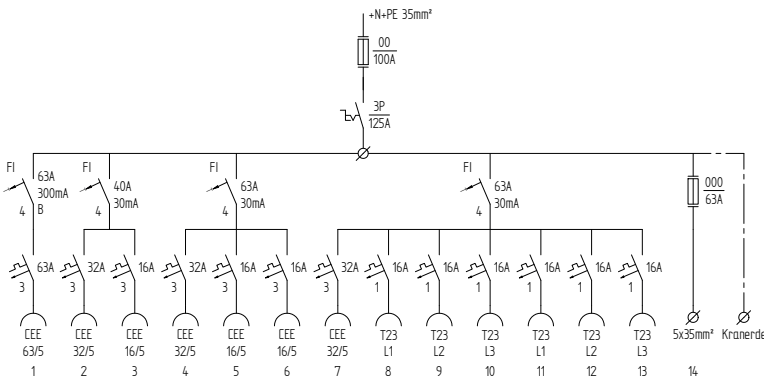 +N+PE 35mm²
00
100A
3P
125A
FI 63A 300mA B 4
FI 40A 30mA 4
FI 63A 30mA 4
FI 63A 30mA 4
000
63A
63A 32A 16A 32A 16A 16A 32A 16A 16A 16A 16A 16A 16A
3 3 3 3 3 3 3 1 1 1 1 1 1
CEE CEE CEE CEE CEE CEE CEE T23 T23 T23 T23 T23 T23 5x35mm² Kranerde
63/5 32/5 16/5 32/5 16/5 16/5 32/5 L1 L2 L3 L1 L2 L3
1 2 3 4 5 6 7 8 9 10 11 12 13 14